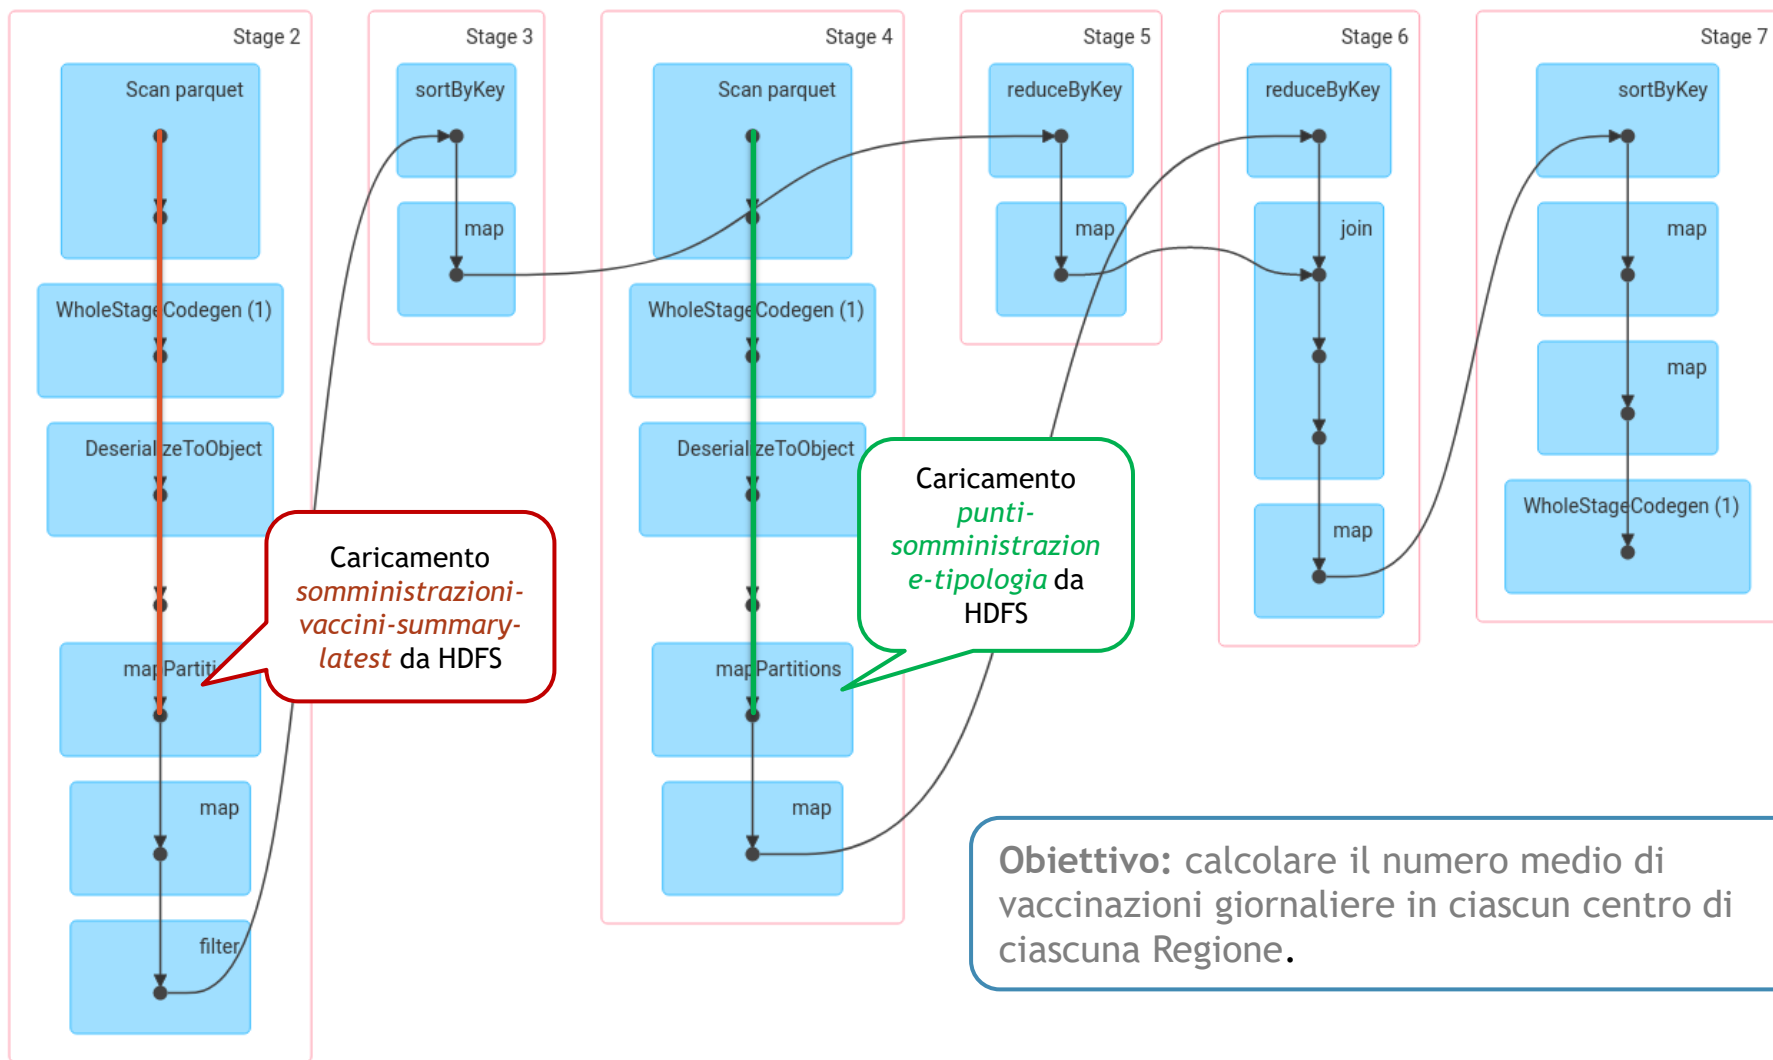 Stage 2
Scan parquet
WholeStageCodegen (1)
DeserializeToObject
mapPartiti
map
filter
Caricamento
somministrazioni-
vaccini-summary-
latest da HDFS
Stage 3
sortByKey
map
Stage 4
Scan parquet
WholeStageCodegen (1)
DeserializeToObject
mapPartitions
map
Caricamento
punti-
somministrazion
e-tipologia da
HDFS
Stage 5
reduceByKey
map
Stage 6
reduceByKey
join
map
Stage 7
sortByKey
map
map
WholeStageCodegen (1)
Obiettivo: calcolare il numero medio di
vaccinazioni giornaliere in ciascun centro di
ciascuna Regione.